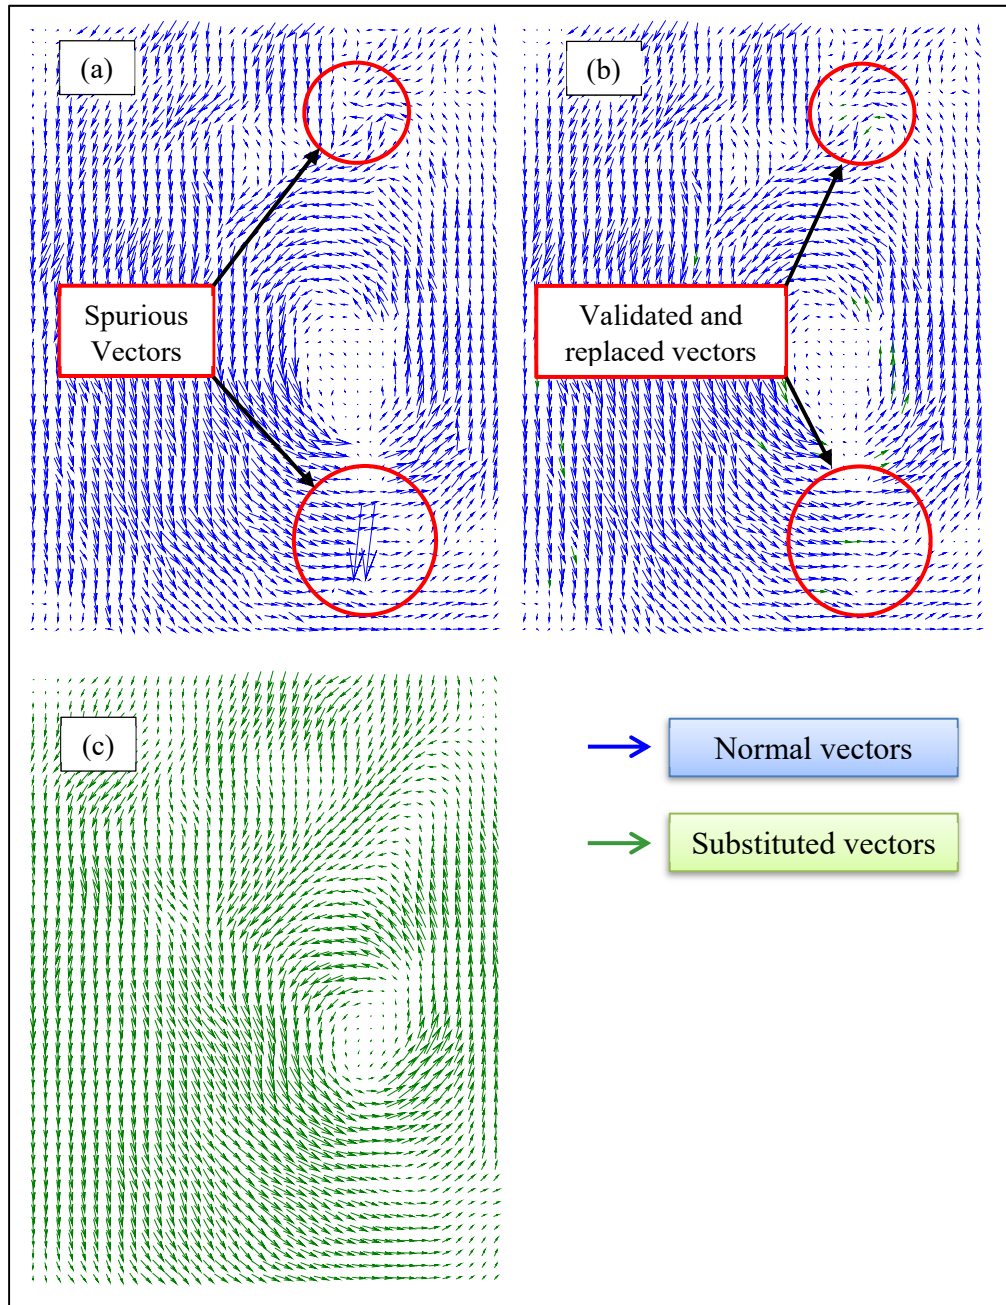 (a)
(b)
Spurious
Vectors
Validated and
replaced vectors
(c)
Normal vectors
Substituted vectors